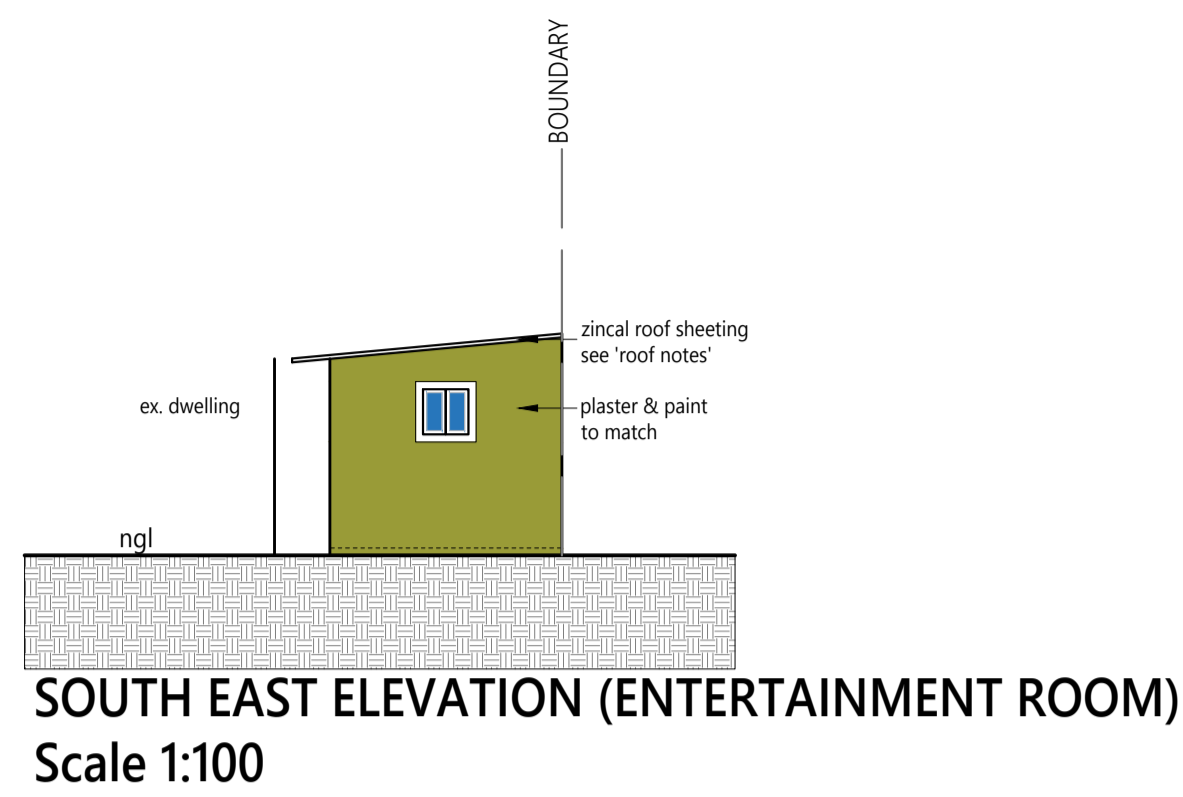 BOUNDARY
zincal roof sheeting
see 'roof notes'
ex. dwelling
plaster & paint
to match
ngl
SOUTH EAST ELEVATION (ENTERTAINMENT ROOM)
Scale 1:100